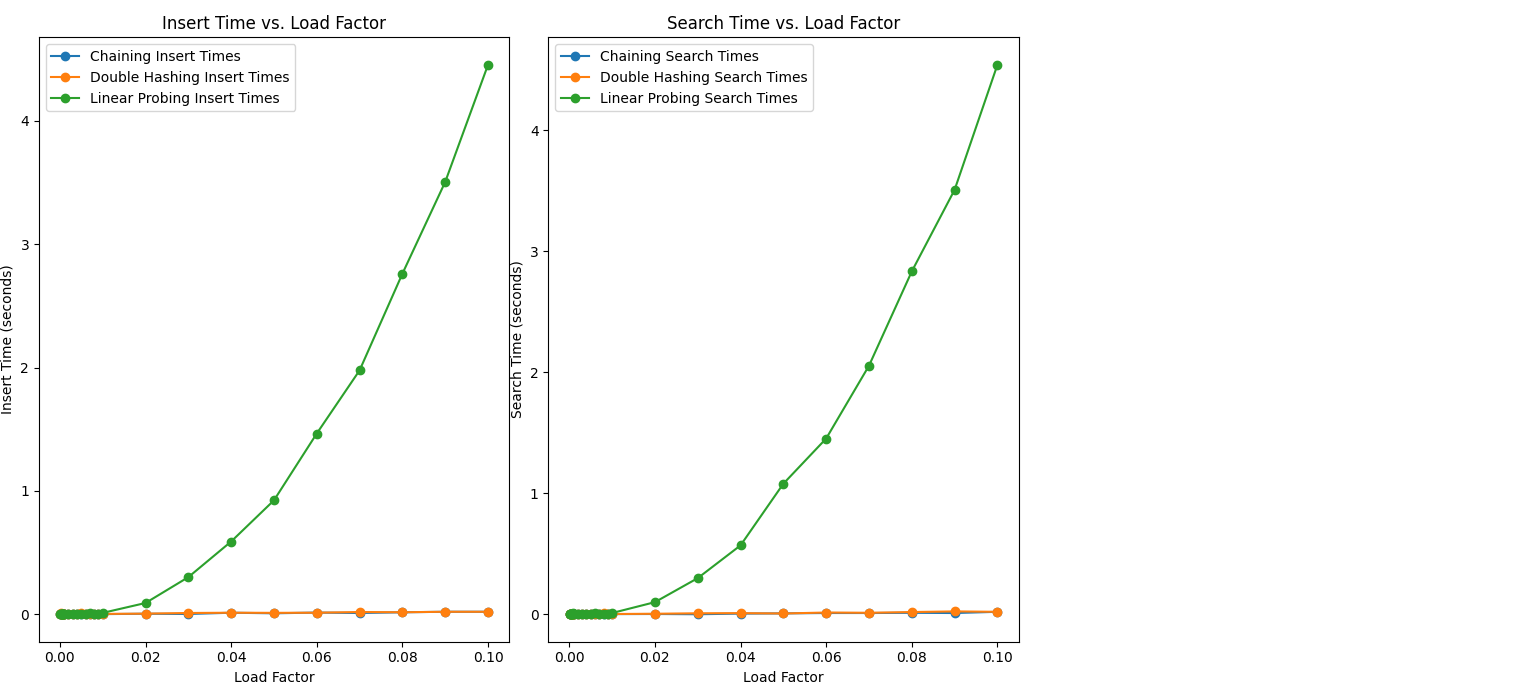 Insert Time vs. Load Factor
Chaining Insert Times
Double Hashing Insert Times
Linear Probing Insert Times
4
3
2
1
0
Insert Time (seconds)
0.00 0.02 0.04 0.06 0.08 0.10
Load Factor
Search Time vs. Load Factor
Chaining Search Times
Double Hashing Search Times
Linear Probing Search Times
4
3
2
1
0
Search Time (seconds)
0.00 0.02 0.04 0.06 0.08 0.10
Load Factor